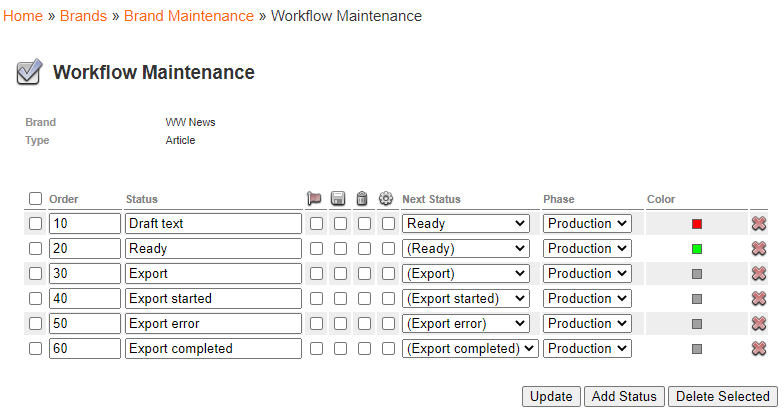 Home » Brands » Brand Maintenance » Workflow Maintenance
Workflow Maintenance
Brand WW News
Type Article
Order Status Next Status Phase Color
10 Draft text Ready Production
20 Ready (Ready) Production
30 Export (Export) Production
40 Export started (Export started) Production
50 Export error (Export error) Production
60 Export completed (Export completed) Production
Update Add Status Delete Selected